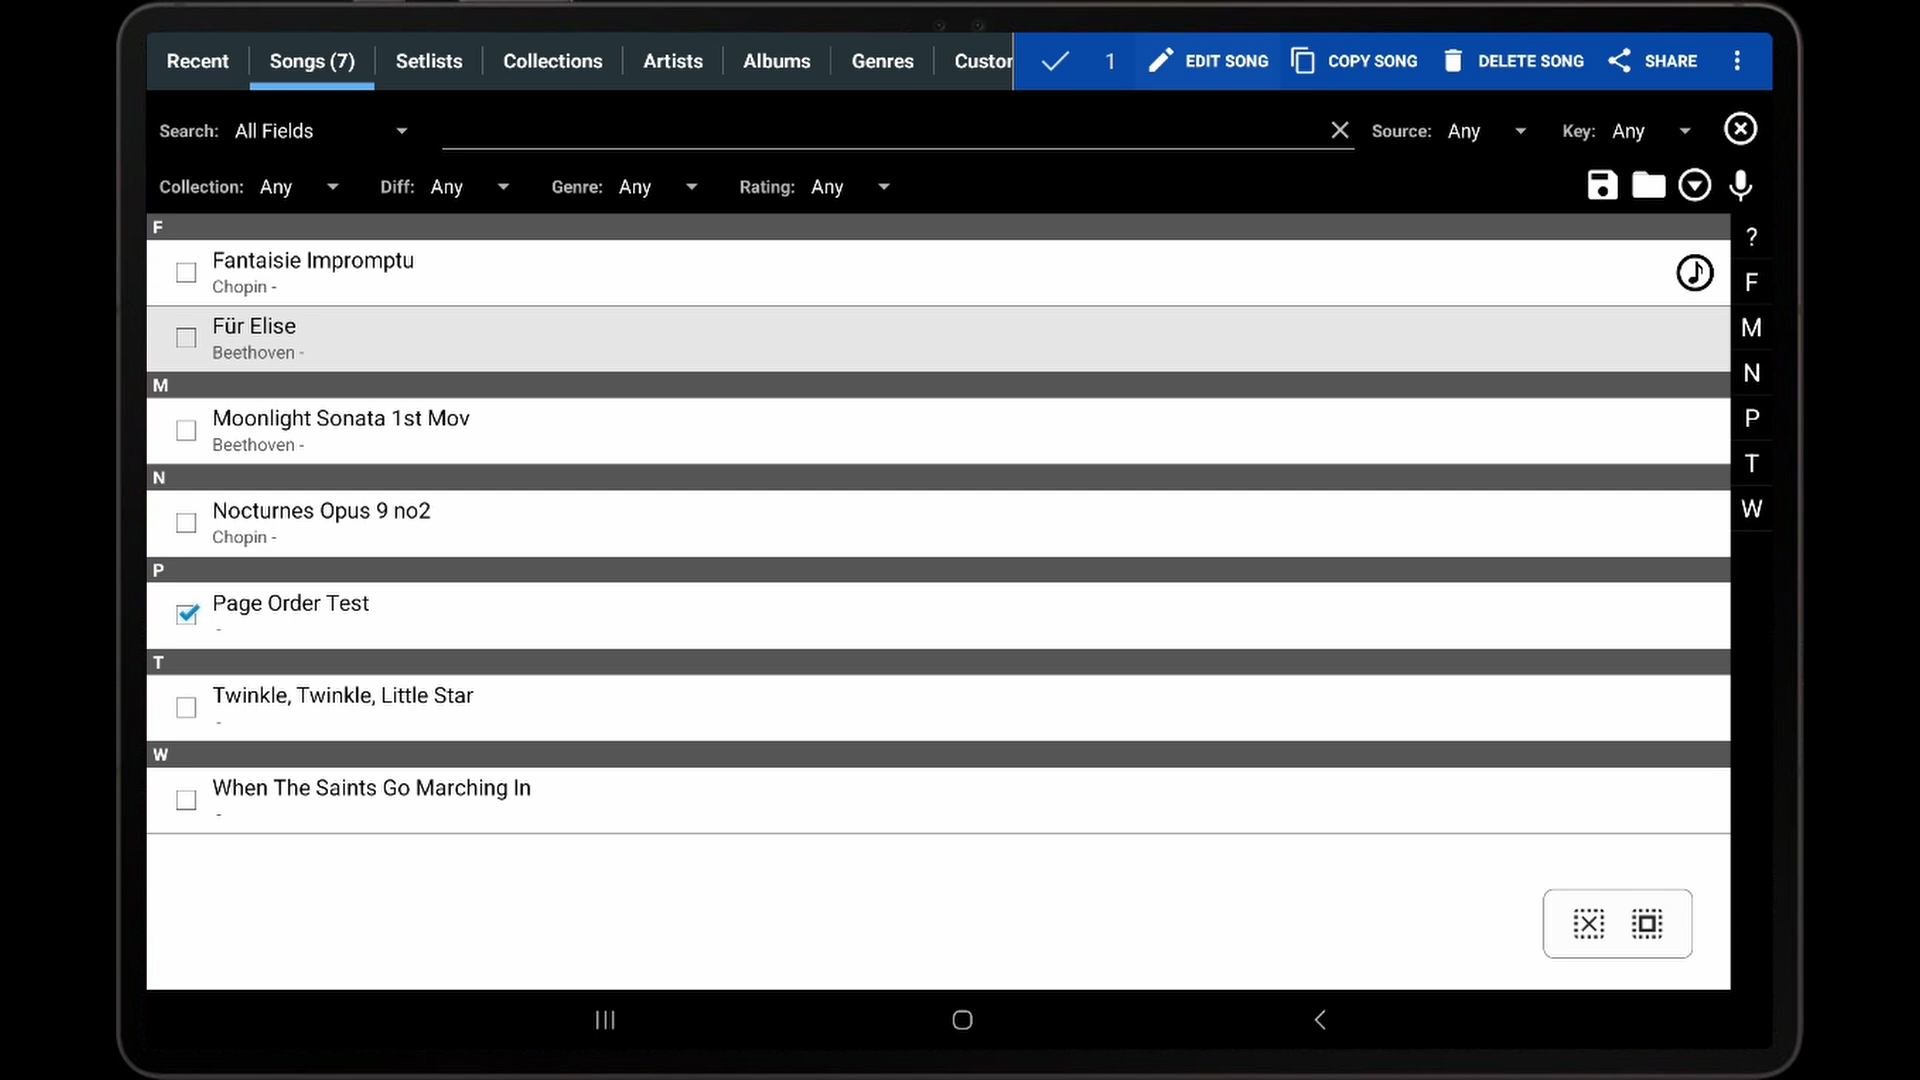 Recent Songs (7) Setlists Collections Artists Albums Genres Custor 1 EDIT SONG COPY SONG DELETE SONG SHARE
Search: All Fields Source: Any Key: Any
Collection: Any Diff: Any Genre: Any Rating: Any
F
Fantaisie Impromptu
Chopin -
Für Elise
Beethoven -
M
Moonlight Sonata 1st Mov
Beethoven -
N
Nocturnes Opus 9 no2
Chopin -
P
Page Order Test
-
T
Twinkle, Twinkle, Little Star
-
W
When The Saints Go Marching In
-
?
F
M
N
P
T
W